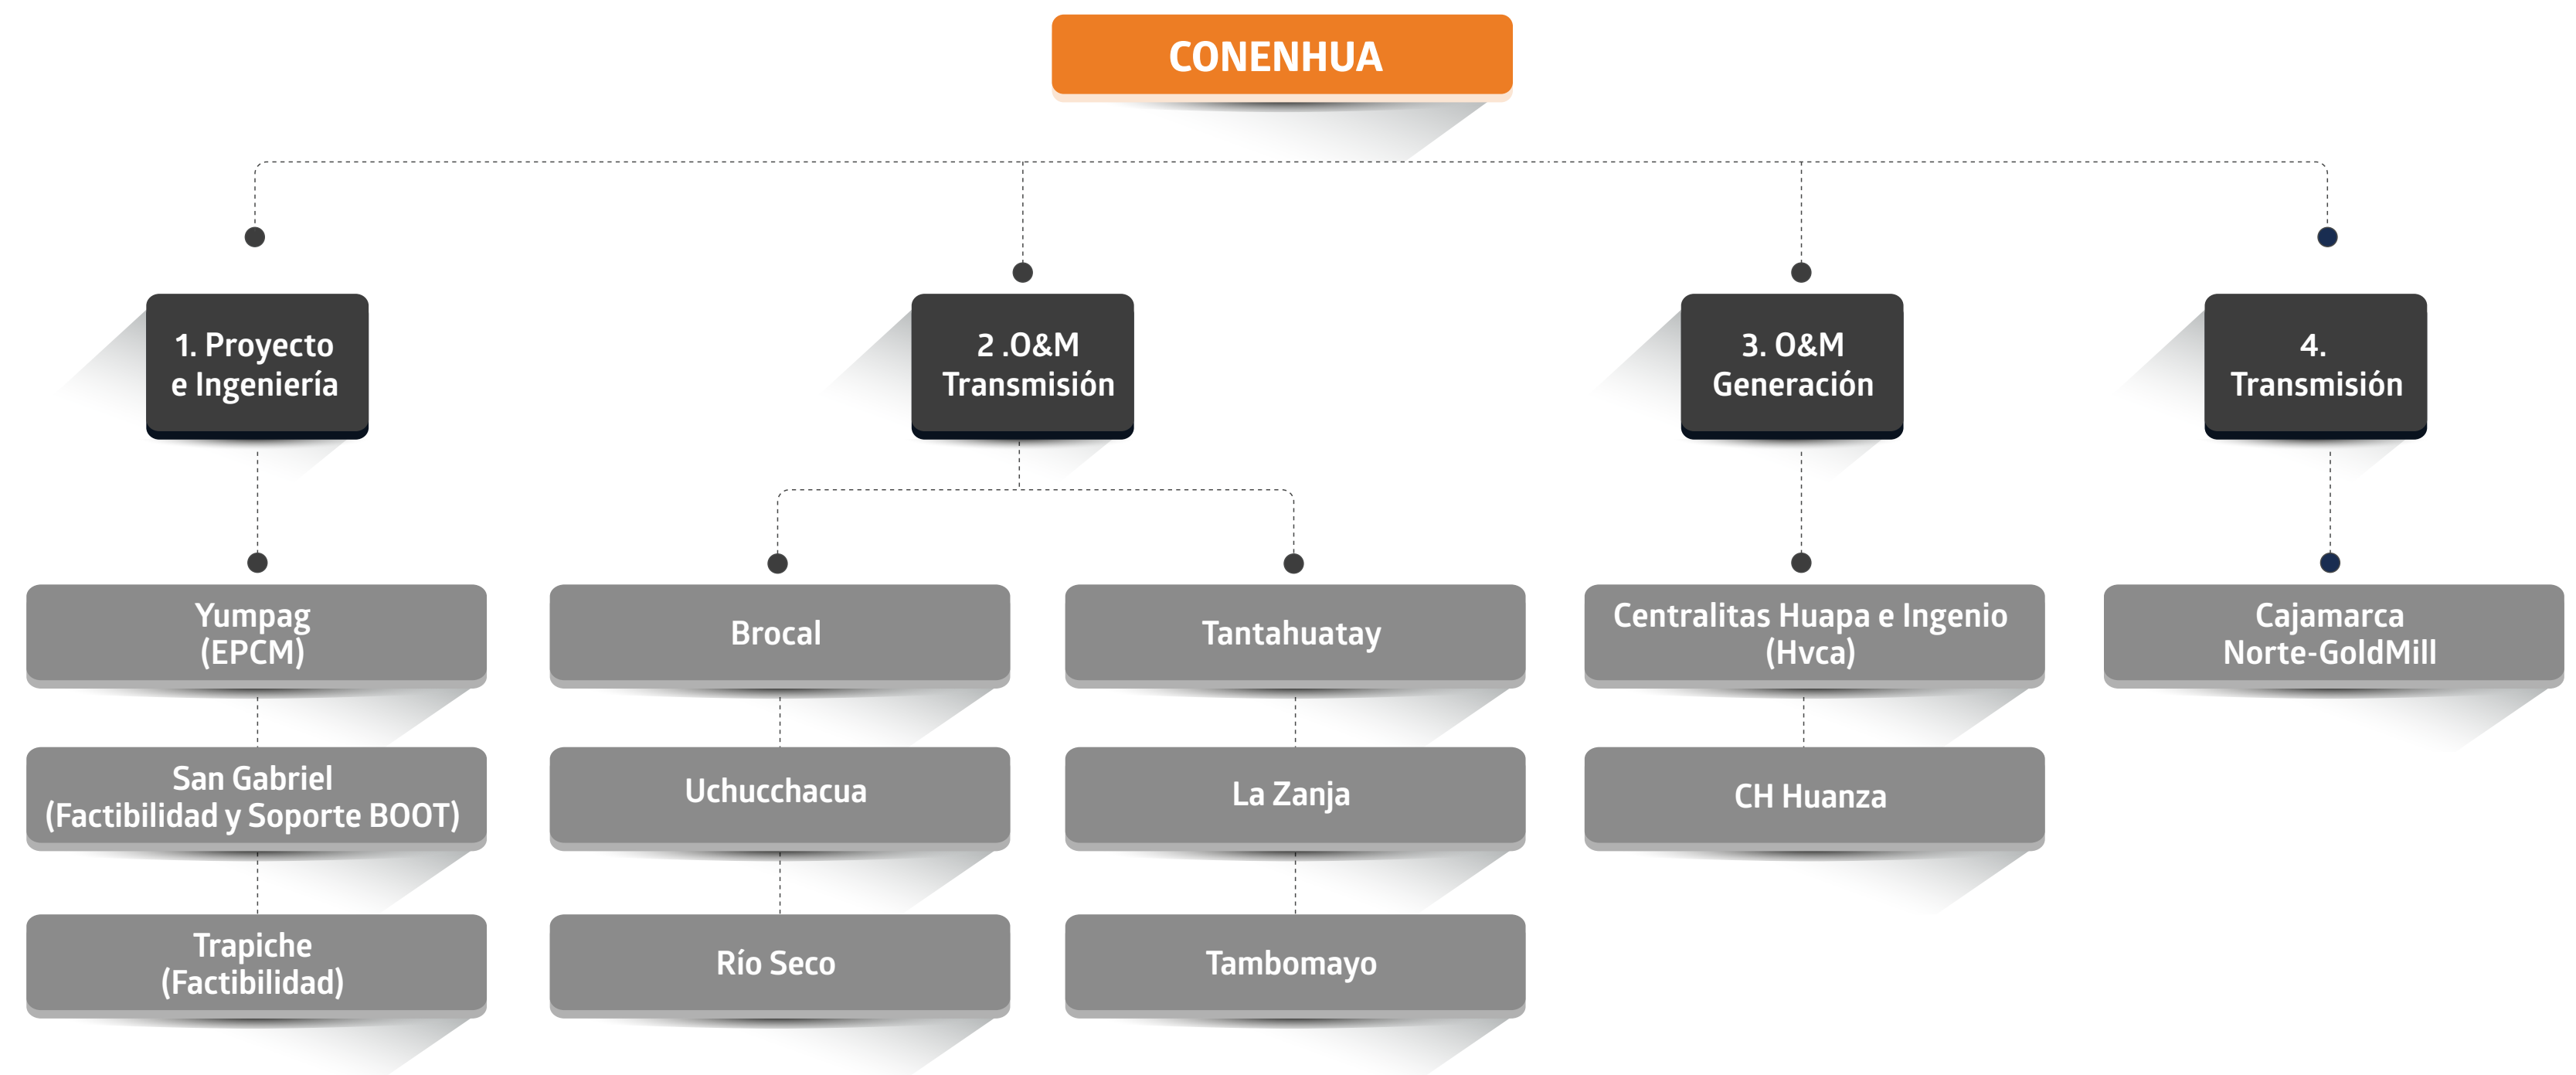 CONENHUA
1. Proyecto
e Ingeniería
2 .O&M
Transmisión
3. O&M
Generación
4.
Transmisión
Yumpag
(EPCM)
San Gabriel
(Factibilidad y Soporte BOOT)
Trapiche
(Factibilidad)
Brocal
Uchucchacua
Río Seco
Tantahuatay
La Zanja
Tambomayo
Centralitas Huapa e Ingenio
(Hvca)
CH Huanza
Cajamarca
Norte-GoldMill